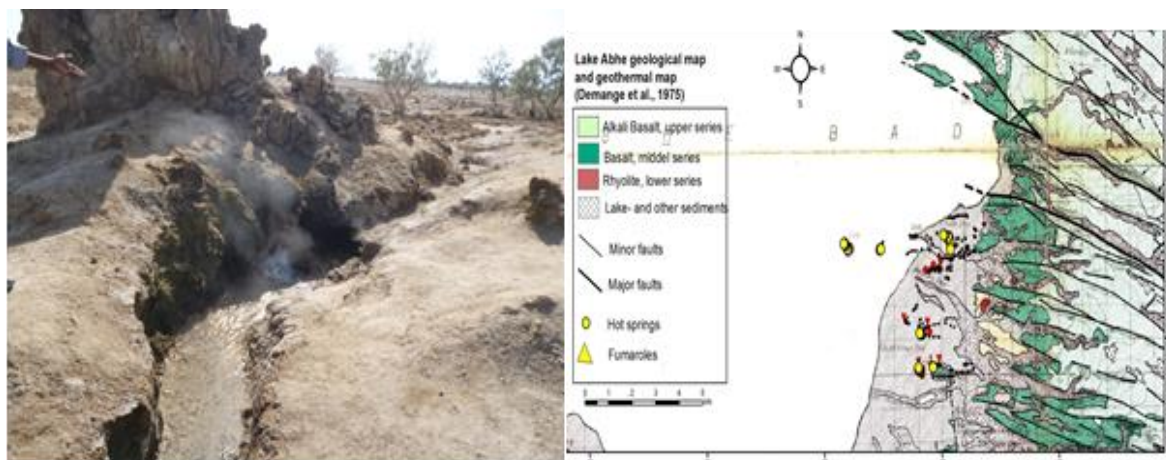 N
W E
S
Lake Abhe geological map
and geothermal map
(Demange et al., 1975)
B A D
Alkali Basalt, upper series
Basalt, middel series
Rhyolite, lower series
Lake- and other sediments
Minor faults
Major faults
Hot springs
Fumaroles
0 1 2 3 4 5